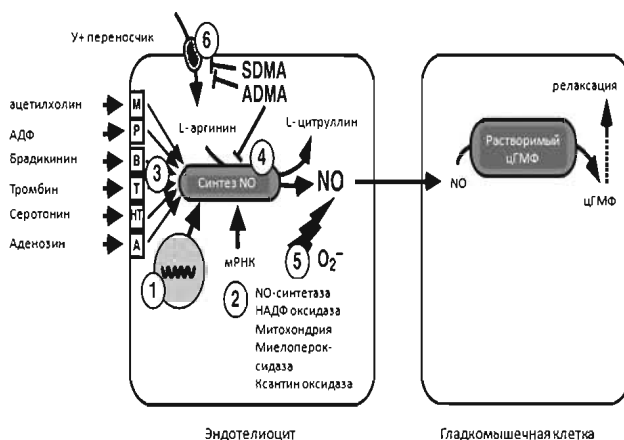 У+ переносчик
6
SDMA
ADMA
ацетилхолин
АДФ
Брадикинин
Тромбин
Серотонин
Аденозин
M
P
B
T
HT
A
3
L-аргинин
L-цитруллин
4
Синтез NO
NO
1
мРНК
5
O₂⁻
2
NO-синтетаза
НАДФ оксидаза
Митохондрия
Миелоперок-
сидаза
Ксантин оксидаза
Эндотелиоцит
NO
Растворимый
цГМФ
релаксация
цГМФ
Гладкомышечная клетка